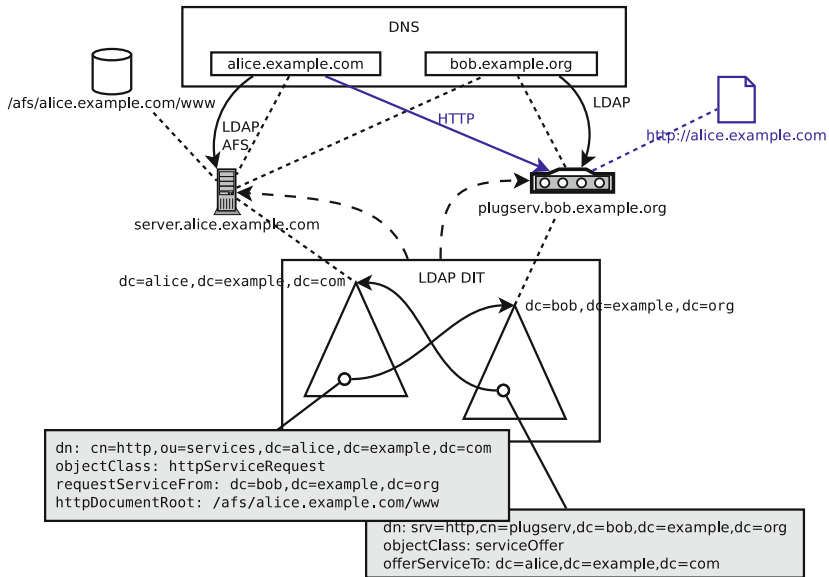 DNS
alice.example.com
bob.example.org
/afs/alice.example.com/www
LDAP
AFS
HTTP
LDAP
http://alice.example.com
server.alice.example.com
plugserv.bob.example.org
LDAP DIT
dc=alice,dc=example,dc=com
dc=bob,dc=example,dc=org
dn: cn=http,ou=services,dc=alice,dc=example,dc=com
objectClass: httpServiceRequest
requestServiceFrom: dc=bob,dc=example,dc=org
httpDocumentRoot: /afs/alice.example.com/www
dn: srv=http,cn=plugserv,dc=bob,dc=example,dc=org
objectClass: serviceOffer
offerServiceTo: dc=alice,dc=example,dc=com